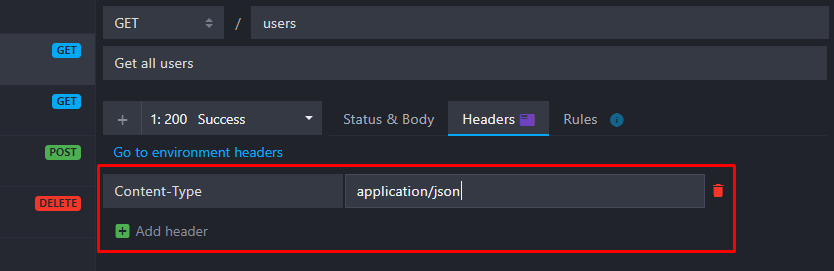 GET / users
GET
Get all users
GET
1: 200 Success Status & Body Headers Rules
POST
Go to environment headers
DELETE
Content-Type application/json
Add header